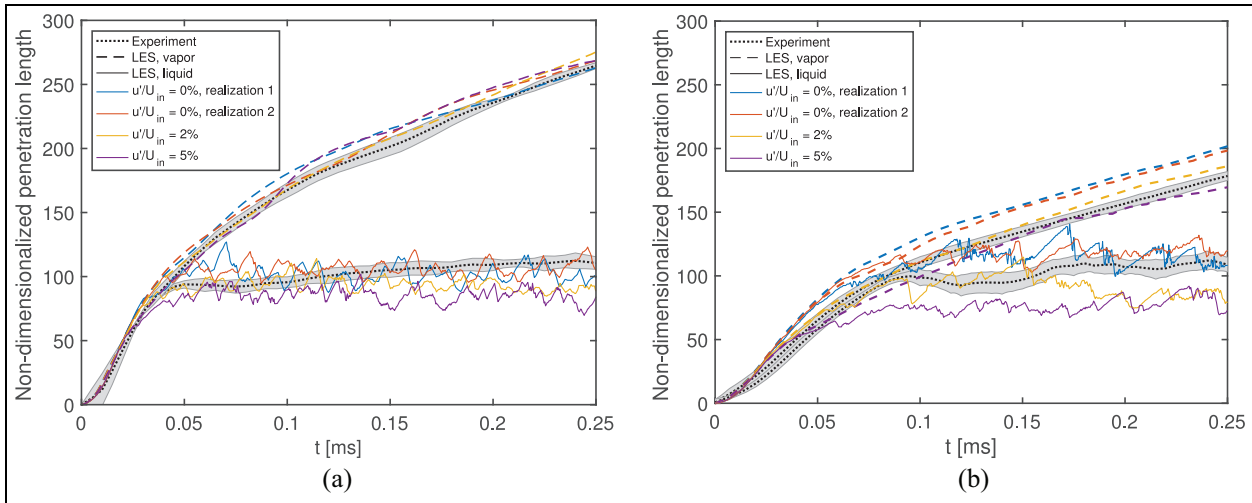 300
250
200
150
100
50
0
Non-dimensionalized penetration length
Experiment
LES, vapor
LES, liquid
u'/U_in = 0%, realization 1
u'/U_in = 0%, realization 2
u'/U_in = 2%
u'/U_in = 5%
0 0.05 0.1 0.15 0.2 0.25
t [ms]
(a)
300
250
200
150
100
50
0
Non-dimensionalized penetration length
Experiment
LES, vapor
LES, liquid
u'/U_in = 0%, realization 1
u'/U_in = 0%, realization 2
u'/U_in = 2%
u'/U_in = 5%
0 0.05 0.1 0.15 0.2 0.25
t [ms]
(b)